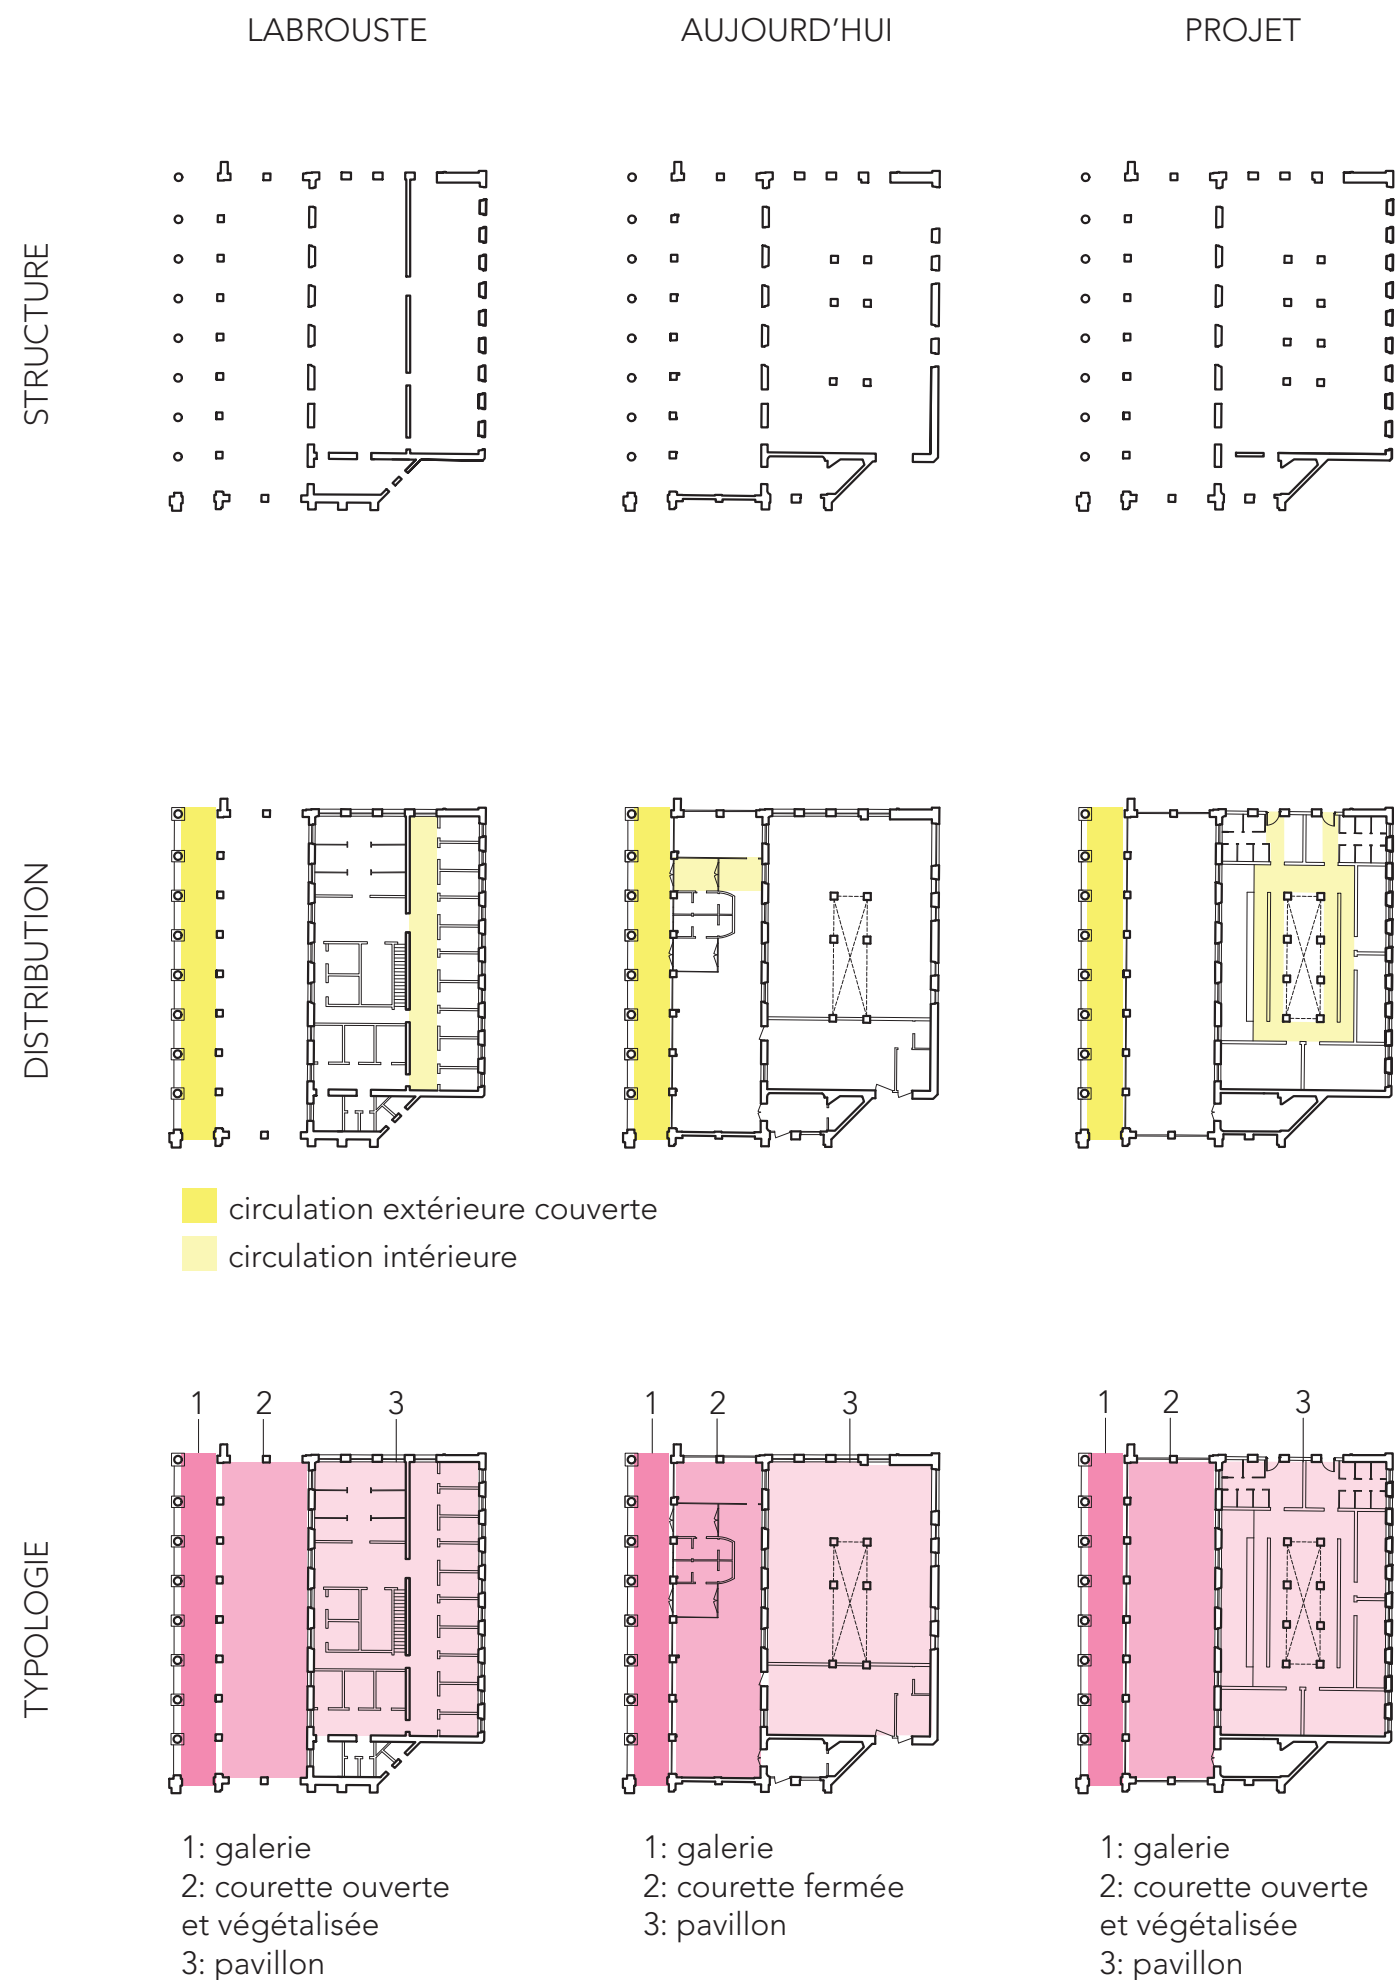 LABROUSTE
AUJOURD'HUI
PROJET
STRUCTURE
DISTRIBUTION
circulation extérieure couverte
circulation intérieure
TYPOLOGIE
1 2 3
1 2 3
1 2 3
1: galerie
2: courette ouverte
et végétalisée
3: pavillon
1: galerie
2: courette fermée
3: pavillon
1: galerie
2: courette ouverte
et végétalisée
3: pavillon